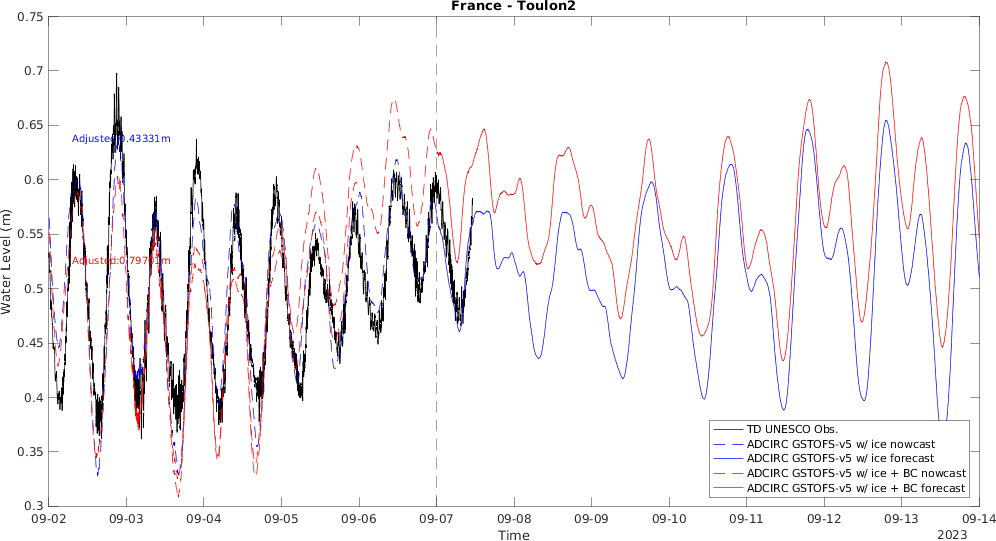 France - Toulon2
0.75
0.7
0.65
0.6
0.55
0.5
0.45
0.4
0.35
0.3
Water Level (m)
Adjusted:0.43331m
TD UNESCO Obs.
ADCIRC GSTOFS-v5 w/ ice nowcast
ADCIRC GSTOFS-v5 w/ ice forecast
ADCIRC GSTOFS-v5 w/ ice + BC nowcast
ADCIRC GSTOFS-v5 w/ ice + BC forecast
09-02 09-03 09-04 09-05 09-06 09-07 09-08 09-09 09-10 09-11 09-12 09-13 09-14
Time
2023